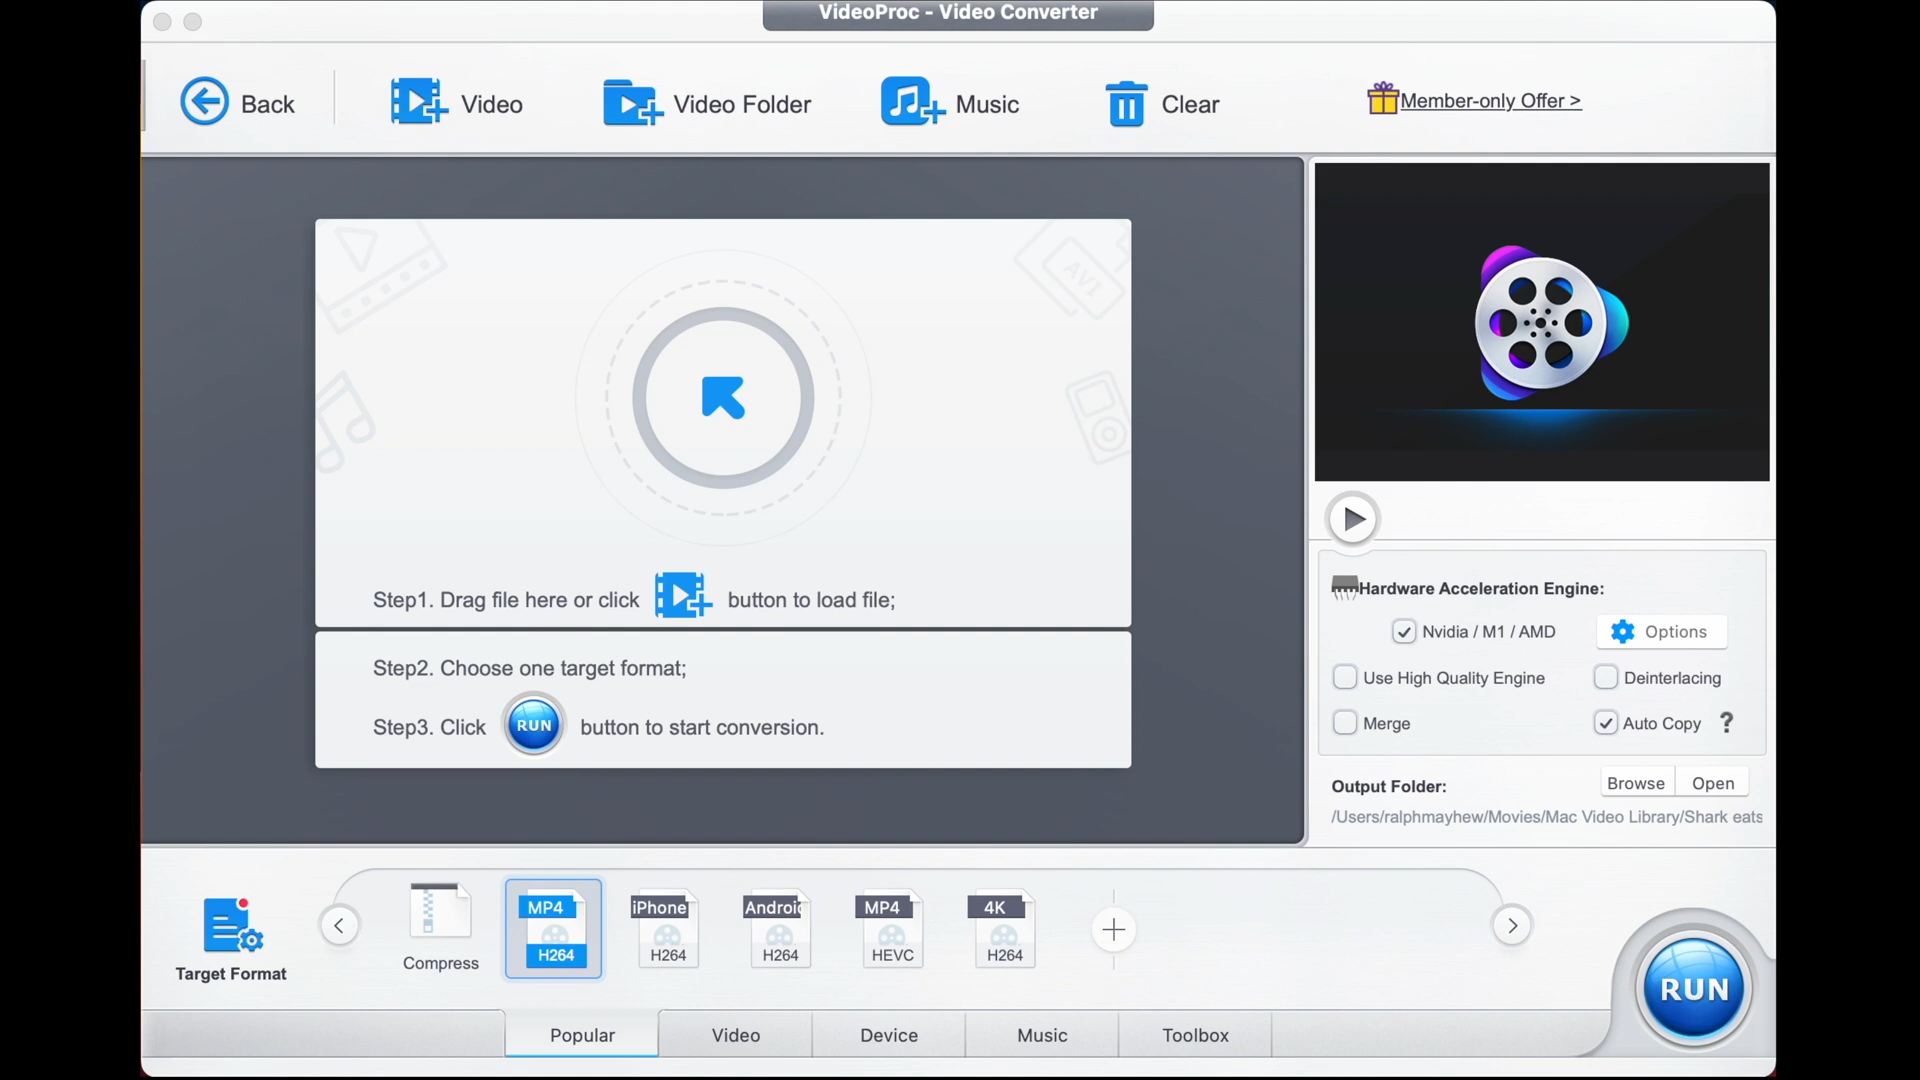 VideoProc - Video Converter
Back
Video
Video Folder
Music
Clear
Member-only Offer >
AVI
Step1. Drag file here or click button to load file;
Step2. Choose one target format;
Step3. Click RUN button to start conversion.
Hardware Acceleration Engine:
Nvidia / M1 / AMD
Options
Use High Quality Engine
Deinterlacing
Merge
Auto Copy ?
Output Folder:
Browse
Open
/Users/ralphmayhew/Movies/Mac Video Library/Shark eats
Target Format
Compress
MP4
H264
iPhone
H264
Android
H264
MP4
HEVC
4K
H264
RUN
Popular
Video
Device
Music
Toolbox